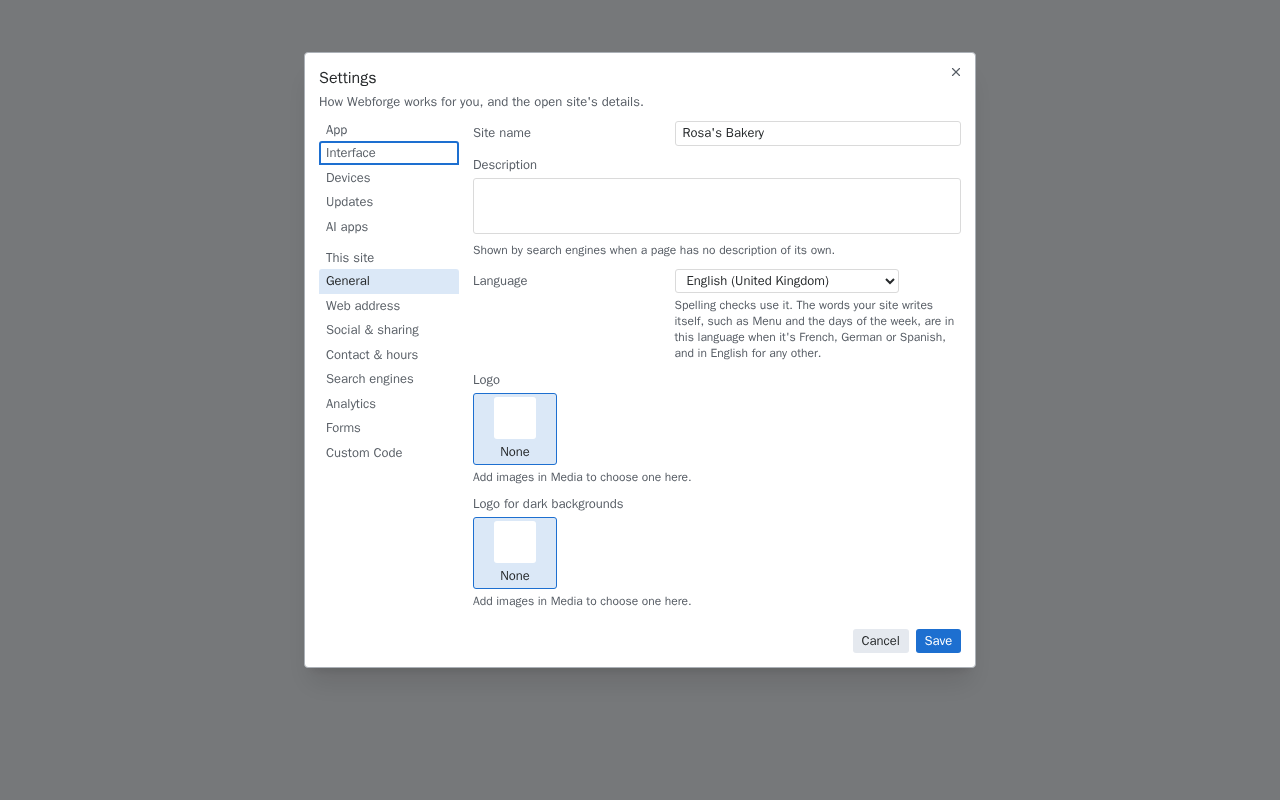 Settings
How Webforge works for you, and the open site's details.
App
Interface
Devices
Updates
AI apps
This site
General
Web address
Social & sharing
Contact & hours
Search engines
Analytics
Forms
Custom Code
Site name
Rosa's Bakery
Description
Shown by search engines when a page has no description of its own.
Language
English (United Kingdom)
Spelling checks use it. The words your site writes
itself, such as Menu and the days of the week, are in
this language when it's French, German or Spanish,
and in English for any other.
Logo
None
Add images in Media to choose one here.
Logo for dark backgrounds
None
Add images in Media to choose one here.
Cancel
Save